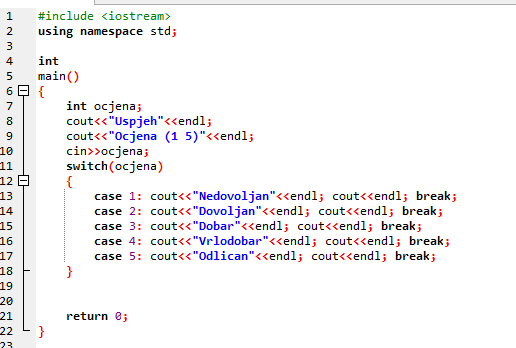 1 #include <iostream>
2 using namespace std;
3
4 int
5 main()
6 {
7 int ocjena;
8 cout<<"Uspjeh"<<endl;
9 cout<<"Ocjena (1 5)"<<endl;
10 cin>>ocjena;
11 switch(ocjena)
12 {
13 case 1: cout<<"Nedovoljan"<<endl; cout<<endl; break;
14 case 2: cout<<"Dovoljan"<<endl; cout<<endl; break;
15 case 3: cout<<"Dobar"<<endl; cout<<endl; break;
16 case 4: cout<<"Vrlodobar"<<endl; cout<<endl; break;
17 case 5: cout<<"Odlican"<<endl; cout<<endl; break;
18 }
19
20
21 return 0;
22 }
23